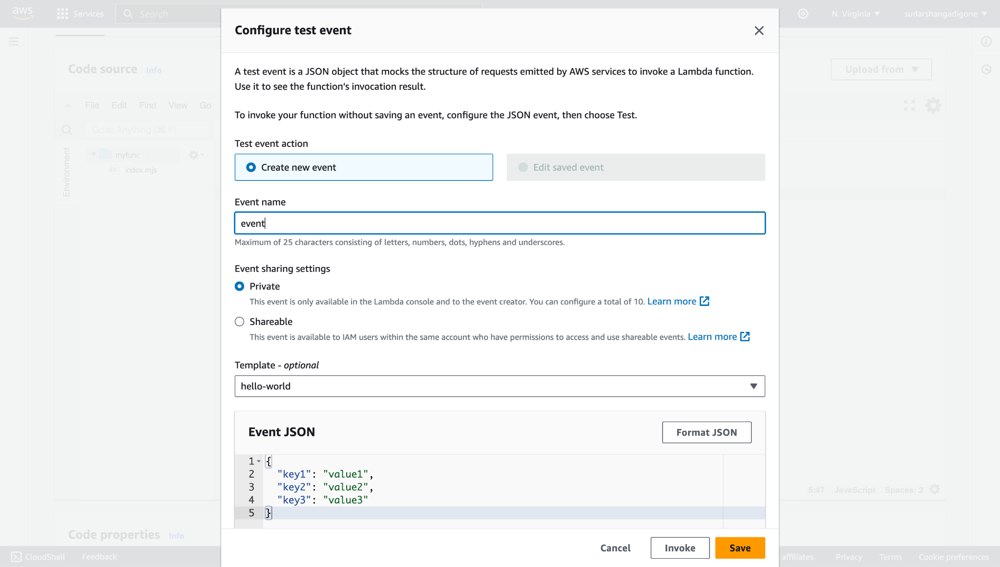 aws
Services
Search
N. Virginia
sudarshangadigone
Configure test event
Code source
Info
Upload from
File Edit Find View Go
Go to Anything (⌘ P)
Environment
myfunc
index.mjs
A test event is a JSON object that mocks the structure of requests emitted by AWS services to invoke a Lambda function.
Use it to see the function's invocation result.
To invoke your function without saving an event, configure the JSON event, then choose Test.
Test event action
Create new event
Edit saved event
Event name
event
Maximum of 25 characters consisting of letters, numbers, dots, hyphens and underscores.
Event sharing settings
Private
This event is only available in the Lambda console and to the event creator. You can configure a total of 10. Learn more
Shareable
This event is available to IAM users within the same account who have permissions to access and use shareable events. Learn more
Template - optional
hello-world
Event JSON
Format JSON
1 {
2 "key1": "value1",
3 "key2": "value2",
4 "key3": "value3"
5 }
5:47 JavaScript Spaces: 2
Code properties
Info
Cancel
Invoke
Save
CloudShell
Feedback
affiliates.
Privacy
Terms
Cookie preferences